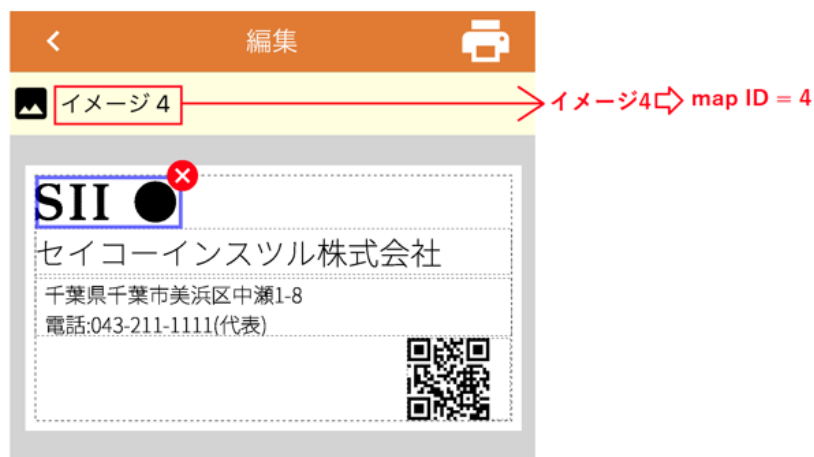 編集
イメージ 4
イメージ4 map ID = 4
SII
セイコーインスツル株式会社
千葉県千葉市美浜区中瀬1-8
電話:043-211-1111(代表)